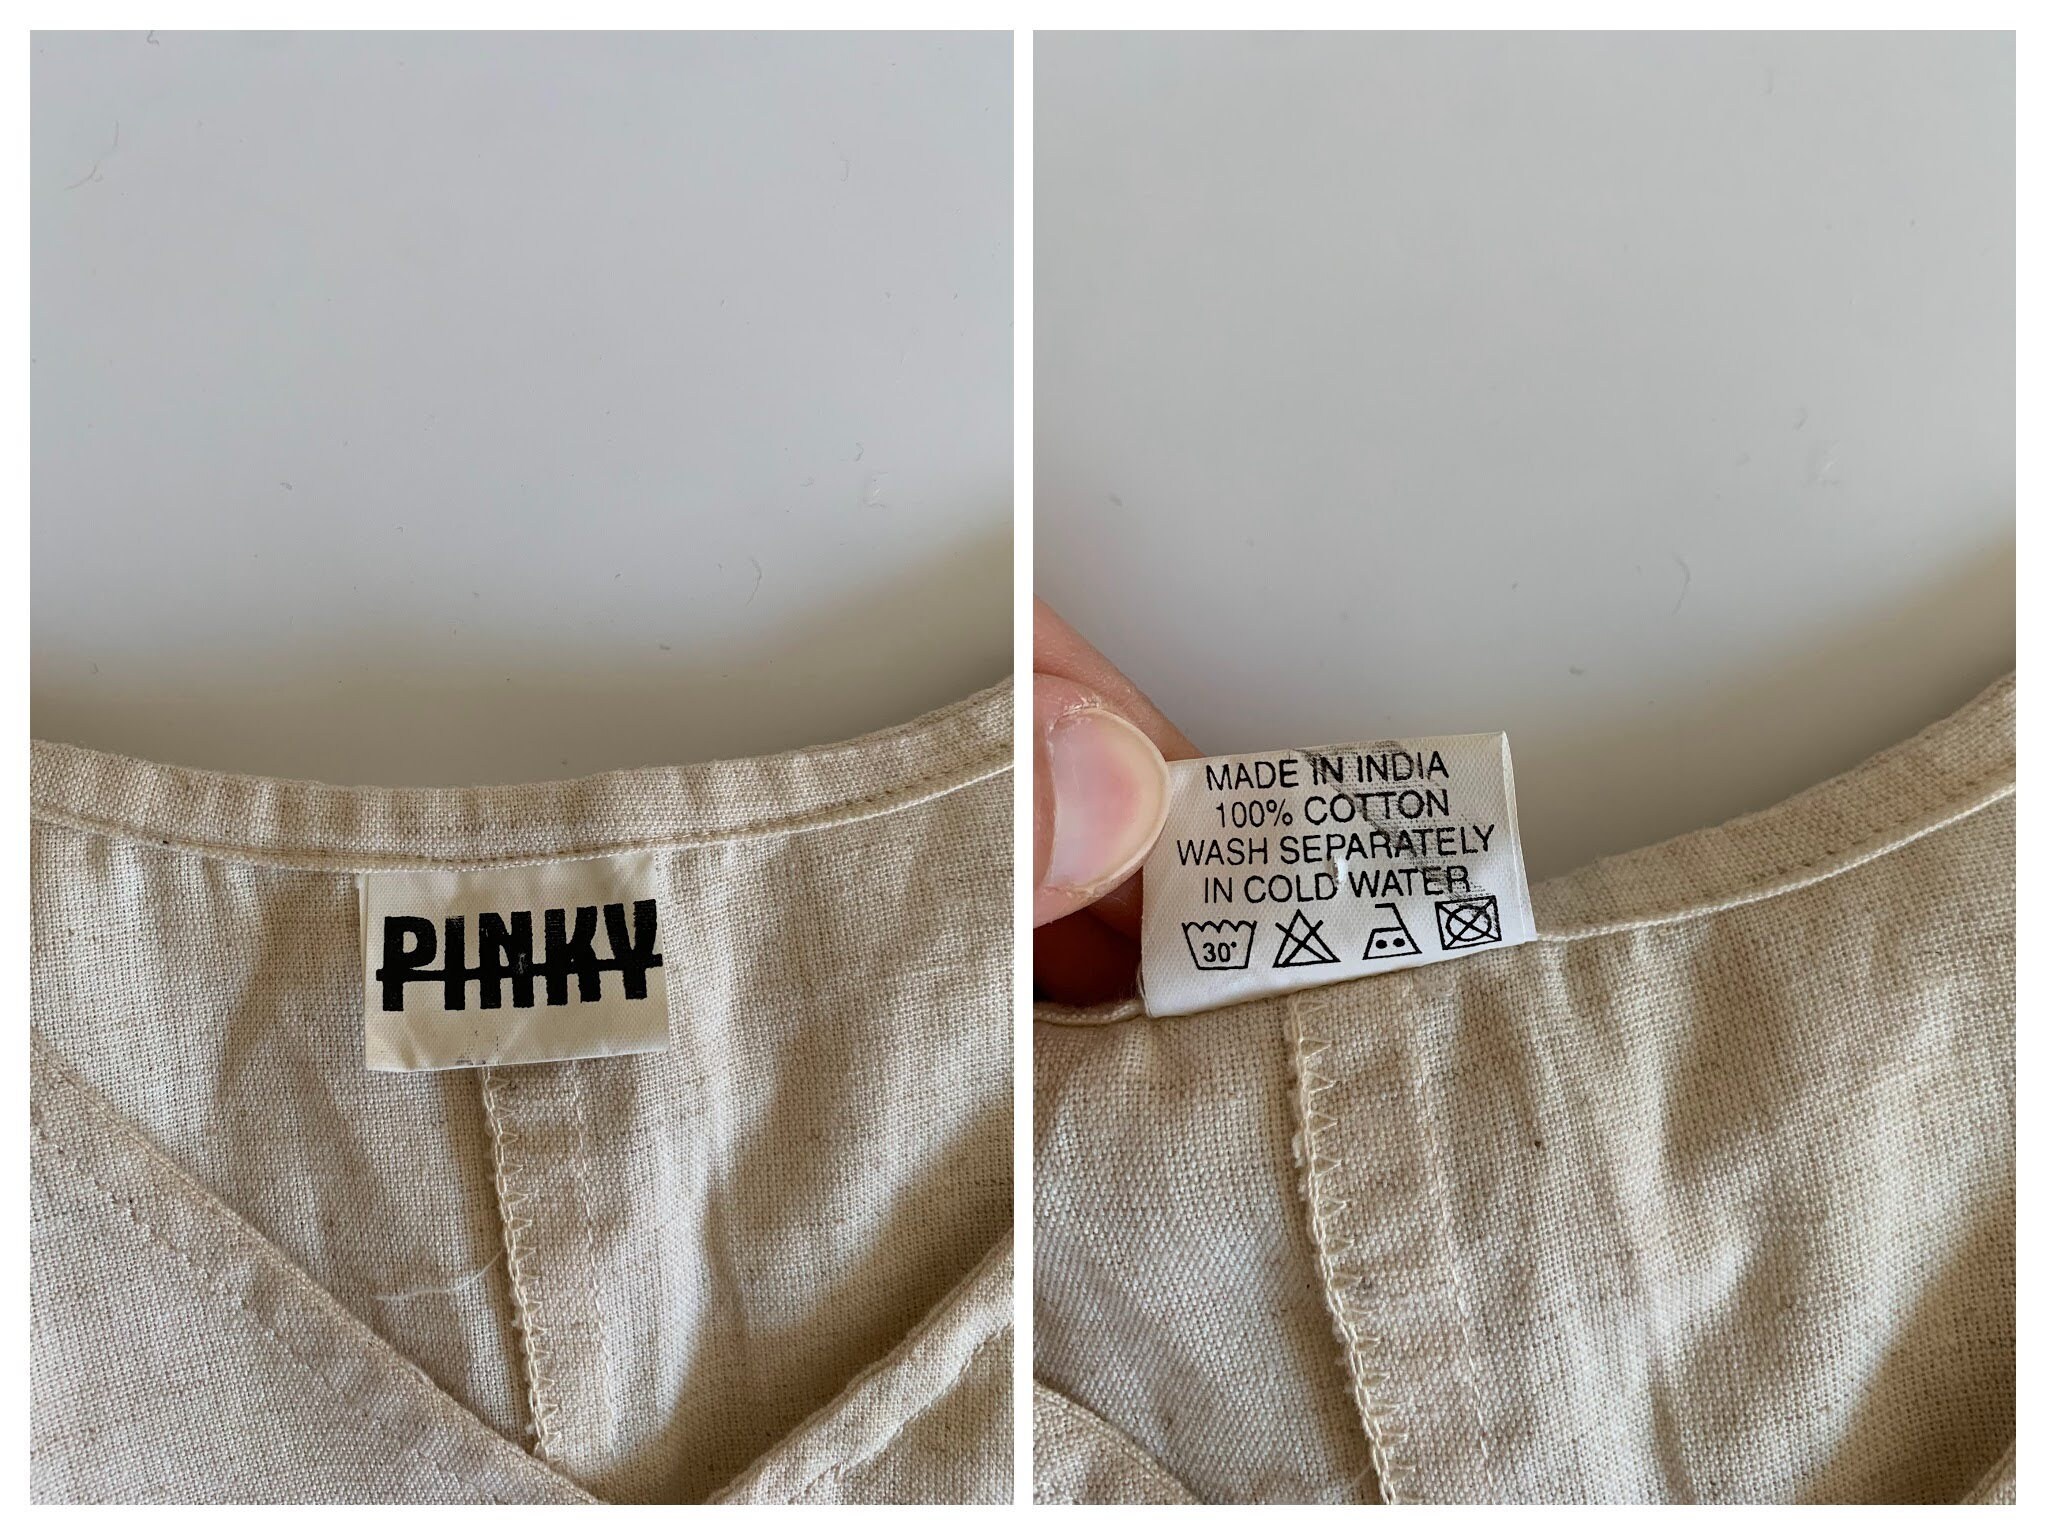 PINKY
MADE IN INDIA
100% COTTON
WASH SEPARATELY
IN COLD WATER
30°